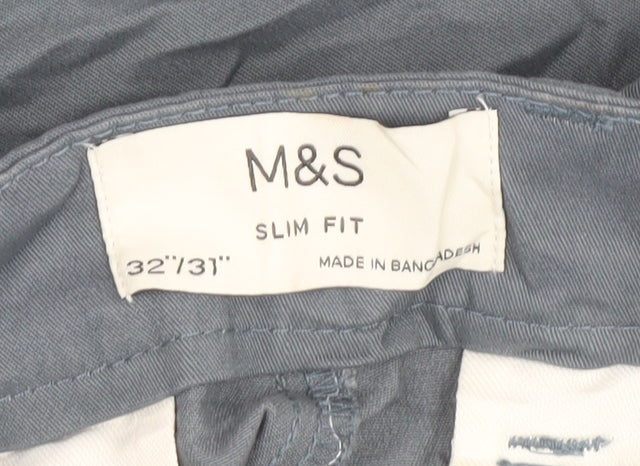 M&S
SLIM FIT
32"/31"
MADE IN BANGLADESH